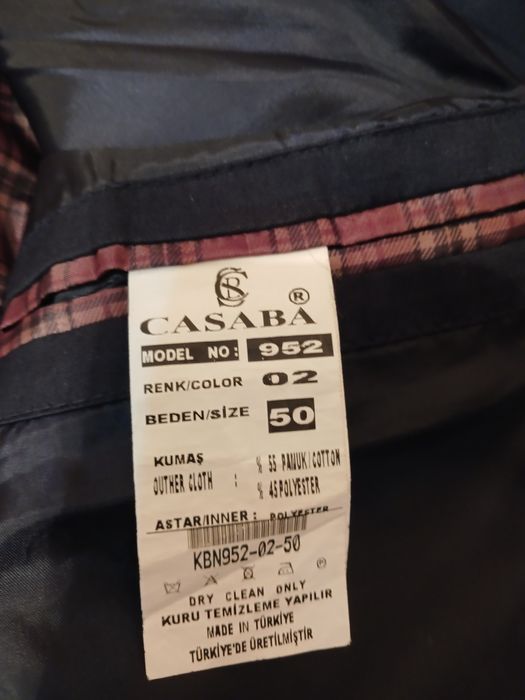 CASABA ®
MODEL NO: 952
RENK/COLOR 02
BEDEN/SİZE 50
KUMAŞ
OUTHER CLOTH : % 55 PAMUK/COTTON
% 45POLYESTER
ASTAR/INNER : POLYESTER
KBN952-02-50
DRY CLEAN ONLY
KURU TEMİZLEME YAPILIR
MADE IN TÜRKİYE
TÜRKİYE'DE ÜRETİLMİŞTİR